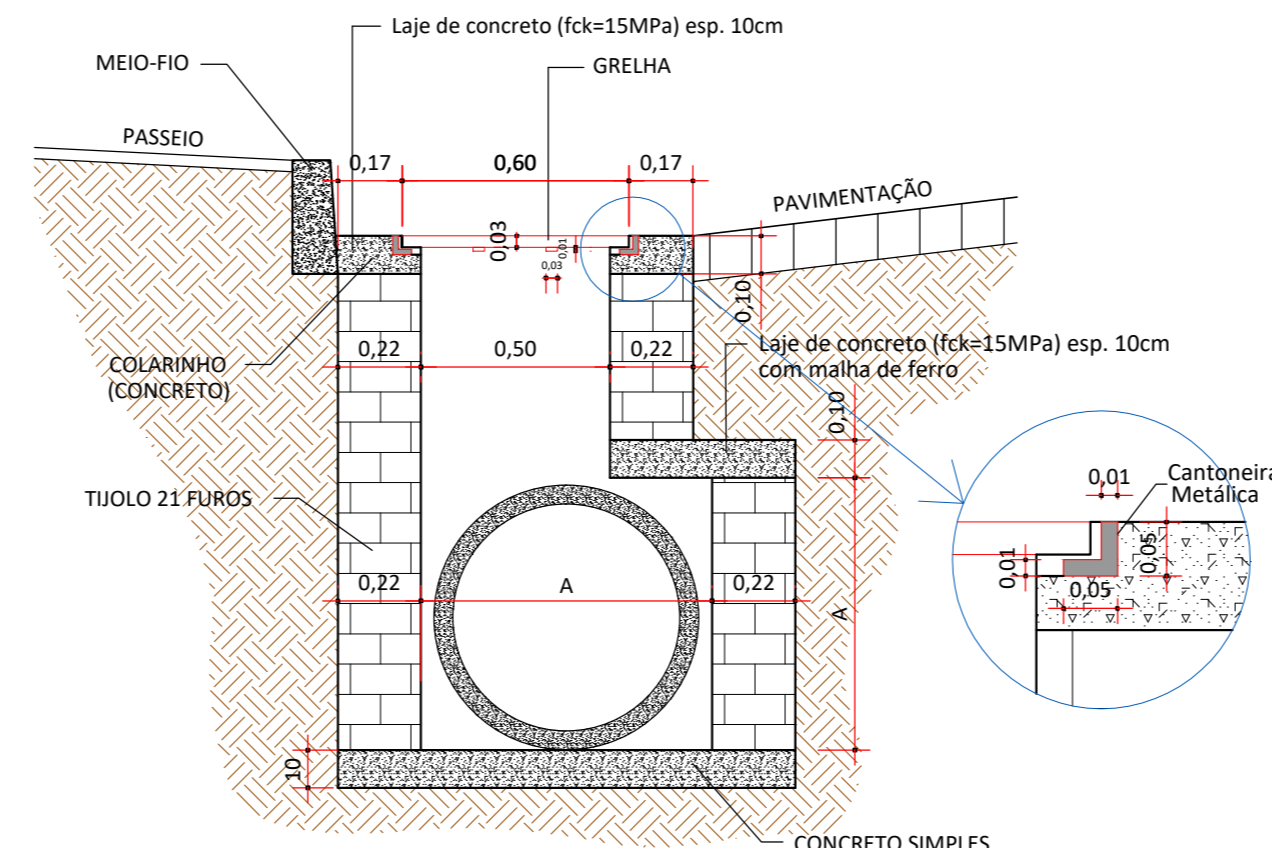 Laje de concreto (fck=15MPa) esp. 10cm
MEIO-FIO
GRELHA
PASSEIO
0,17
0,60
0,17
PAVIMENTAÇÃO
0,03
0,01
0,03
0,10
COLARINHO
(CONCRETO)
0,22
0,50
0,22
Laje de concreto (fck=15MPa) esp. 10cm
com malha de ferro
0,10
TIJOLO 21 FUROS
0,01
Cantoneira
Metálica
0,01
0,05
0,05
0,22
A
0,22
A
10
CONCRETO SIMPLES